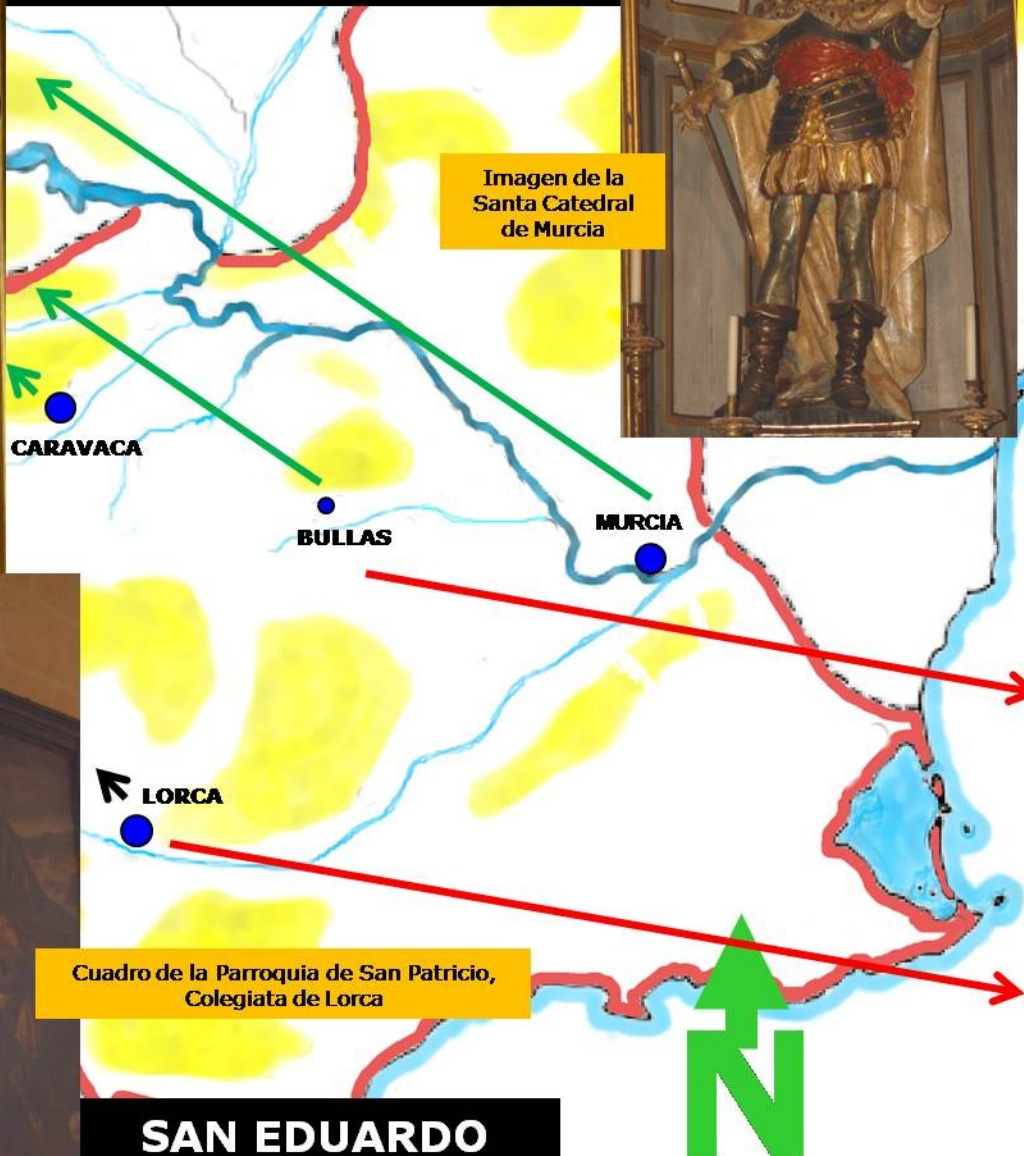 Imagen de la
Santa Catedral
de Murcia
CARAVACA
BULLAS
MURCIA
LORCA
Cuadro de la Parroquia de San Patricio,
Colegiata de Lorca
N
SAN EDUARDO